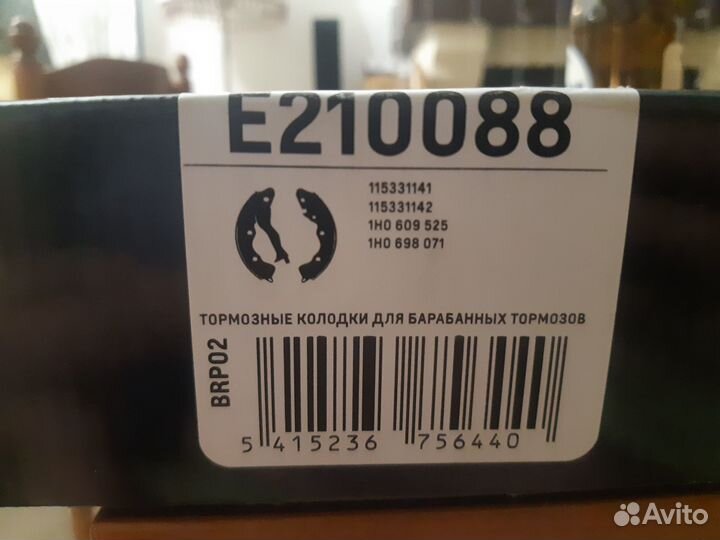 E210088
115331141
115331142
1H0 609 525
1H0 698 071
ТОРМОЗНЫЕ КОЛОДКИ ДЛЯ БАРАБАННЫХ ТОРМОЗОВ
BRP02
5 415236 756440
Avito